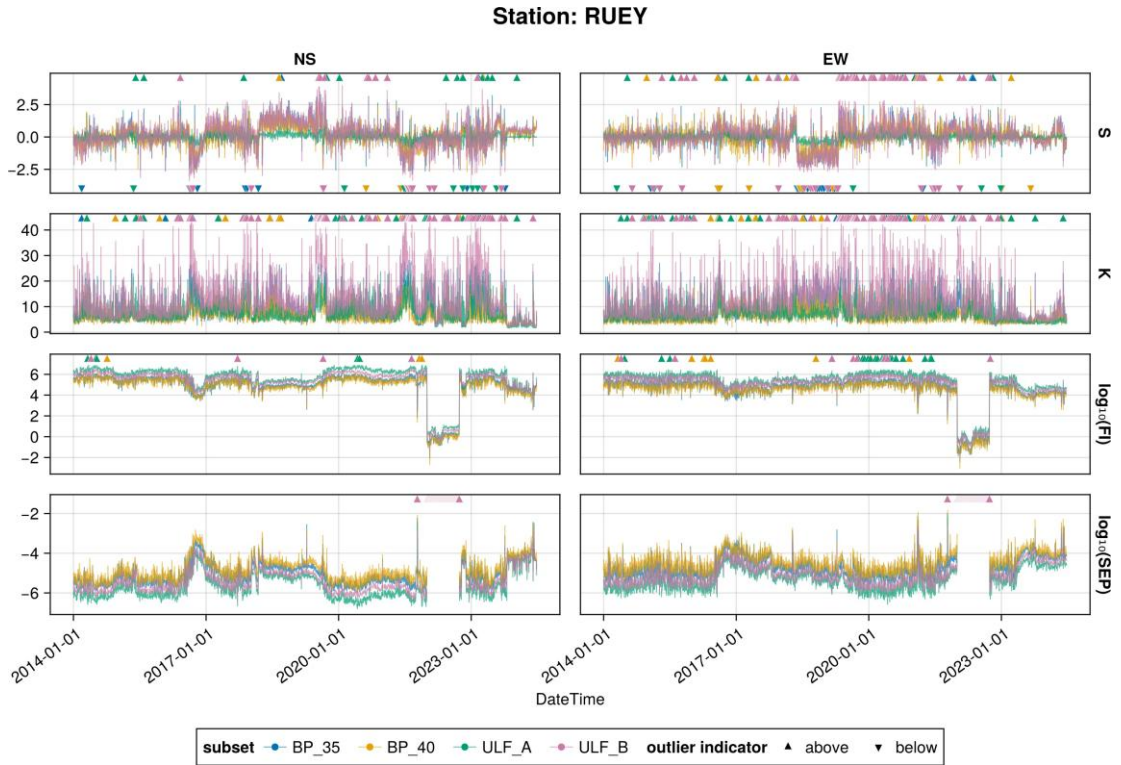 Station: RUEY
NS EW
2.5
0.0
−2.5
S
40
30
20
10
0
K
6
4
2
0
−2
log₁₀(FI)
−2
−4
−6
log₁₀(SEP)
2014-01-01 2017-01-01 2020-01-01 2023-01-01 2014-01-01 2017-01-01 2020-01-01 2023-01-01
DateTime
subset BP_35 BP_40 ULF_A ULF_B outlier indicator above below